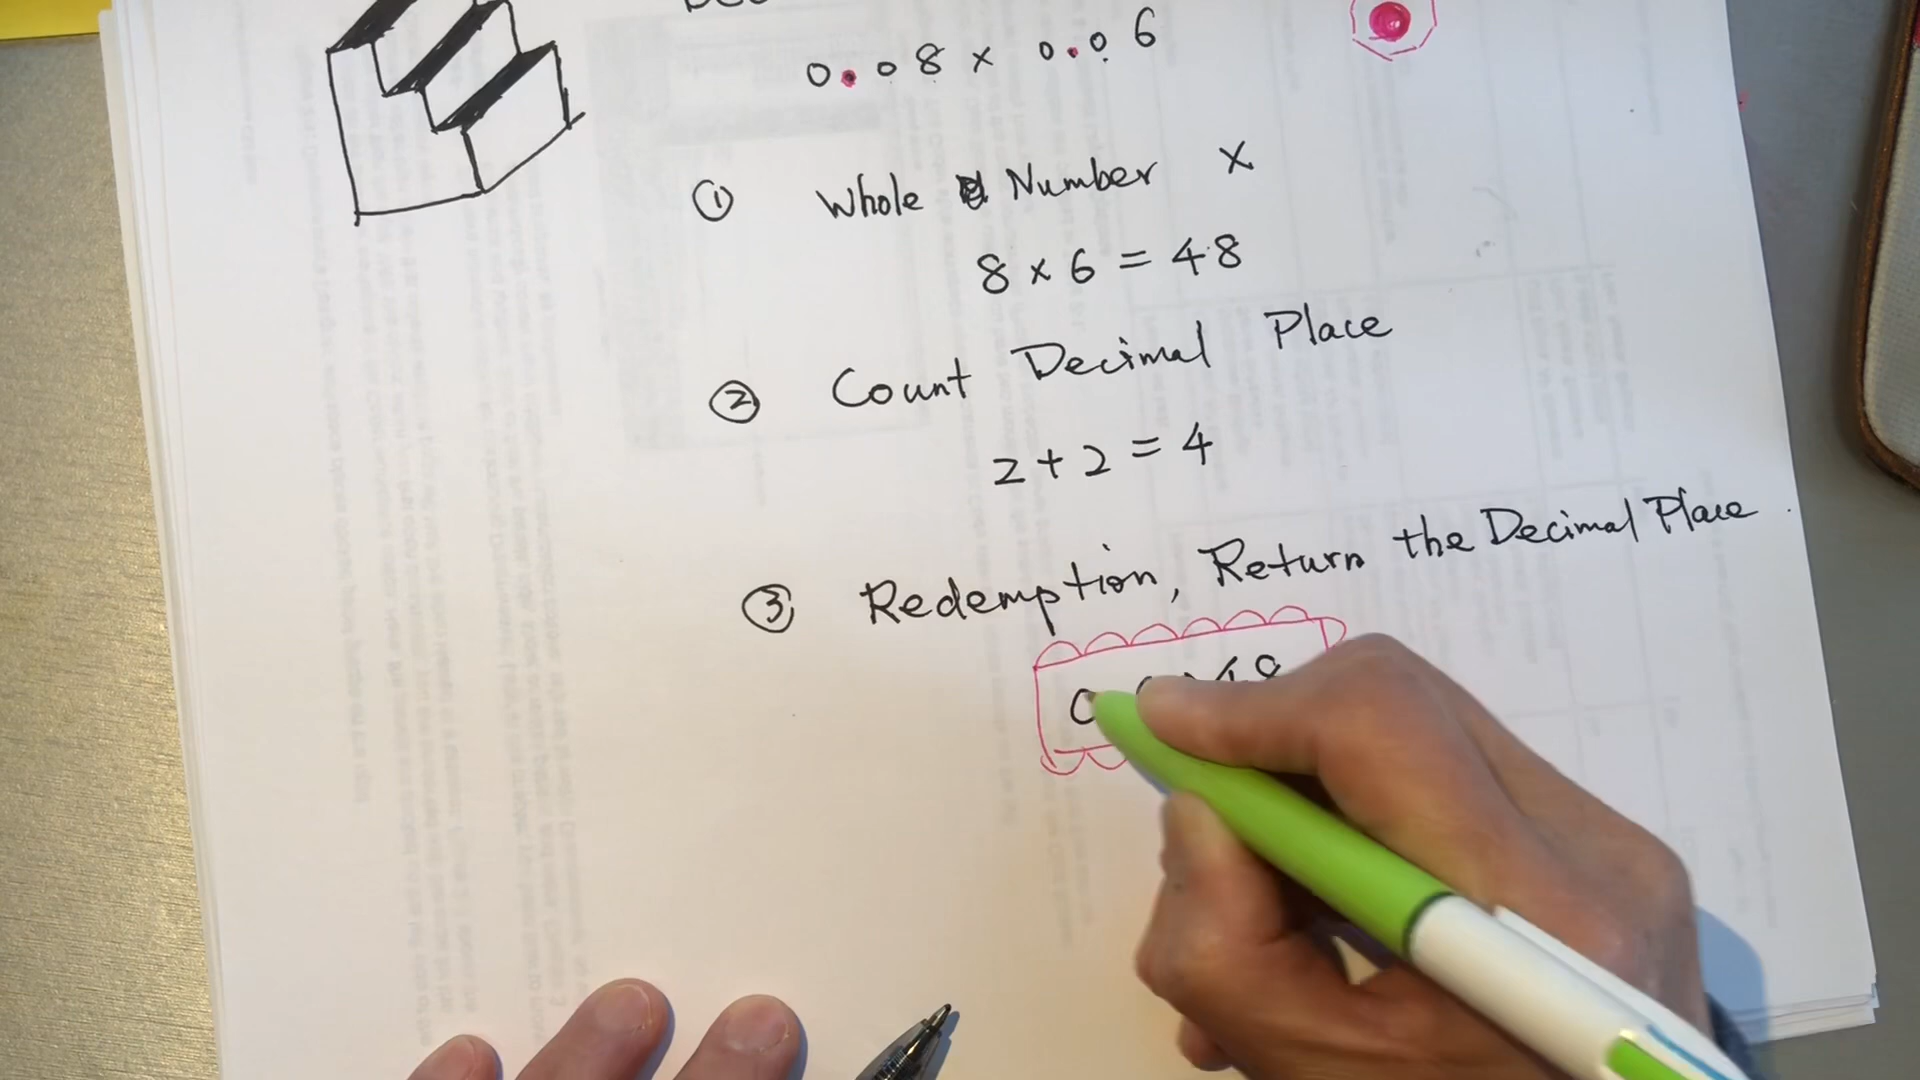 0.08 × 0.06
① Whole Number ×
8 × 6 = 48
② Count Decimal Place
2 + 2 = 4
③ Redemption, Return the Decimal Place